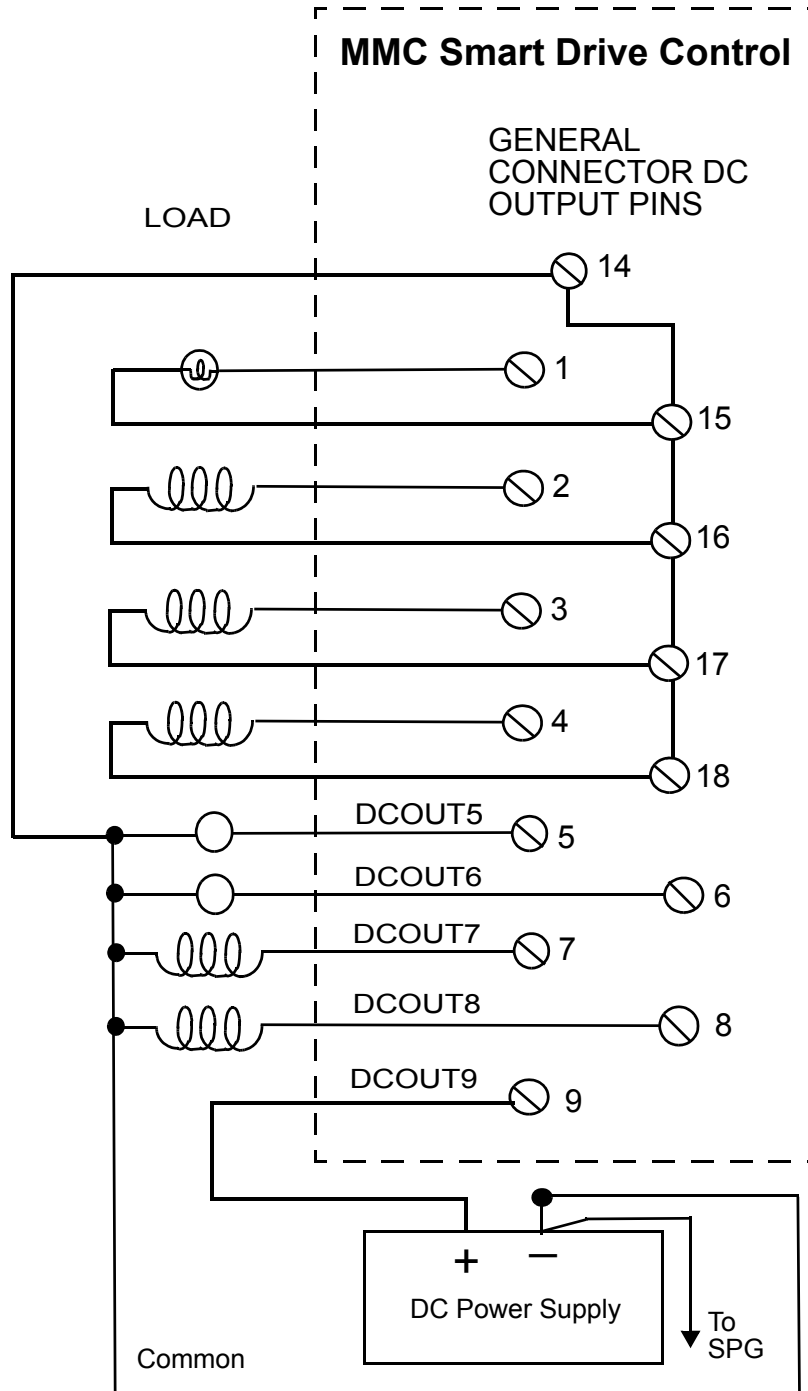 MMC Smart Drive Control
GENERAL
CONNECTOR DC
OUTPUT PINS
LOAD
14
1
15
2
16
3
17
4
18
DCOUT5
5
DCOUT6
6
DCOUT7
7
DCOUT8
8
DCOUT9
9
+ −
DC Power Supply
To
SPG
Common